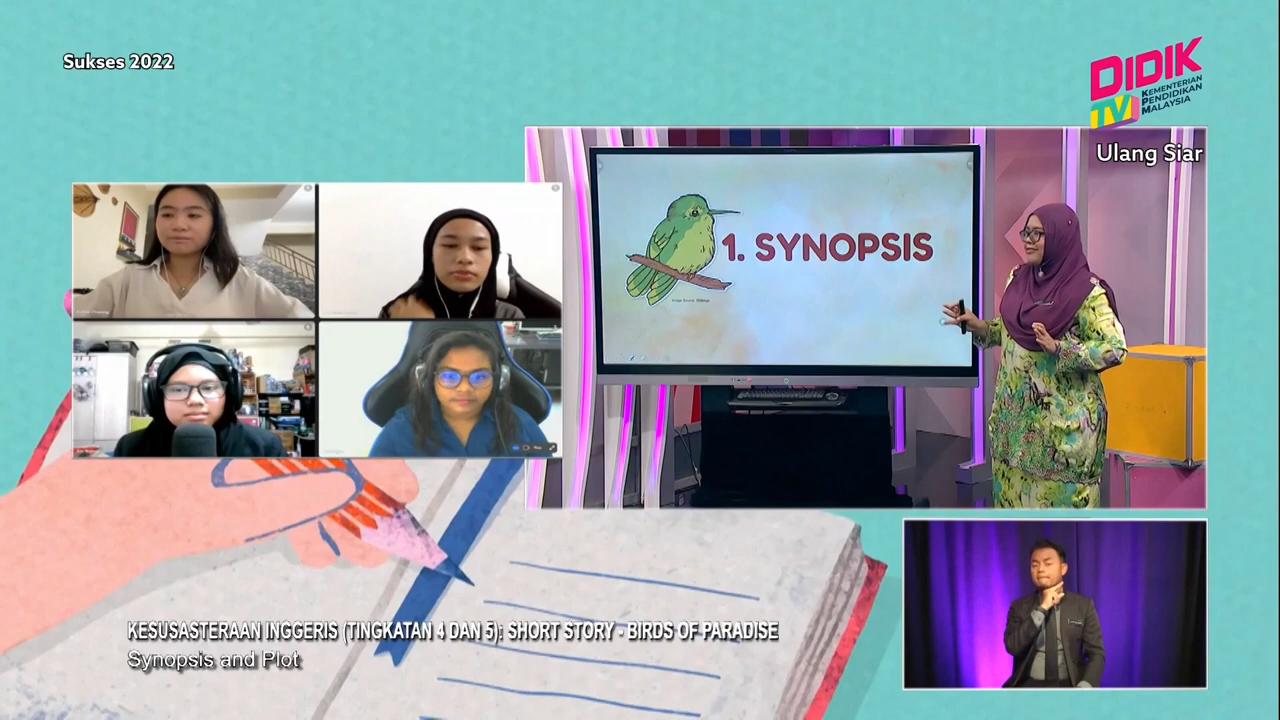 Sukses 2022
DIDIK
TV
KEMENTERIAN
PENDIDIKAN
MALAYSIA
Ulang Siar
1. SYNOPSIS
KESUSASTERAAN INGGERIS (TINGKATAN 4 DAN 5): SHORT STORY - BIRDS OF PARADISE
Synopsis and Plot